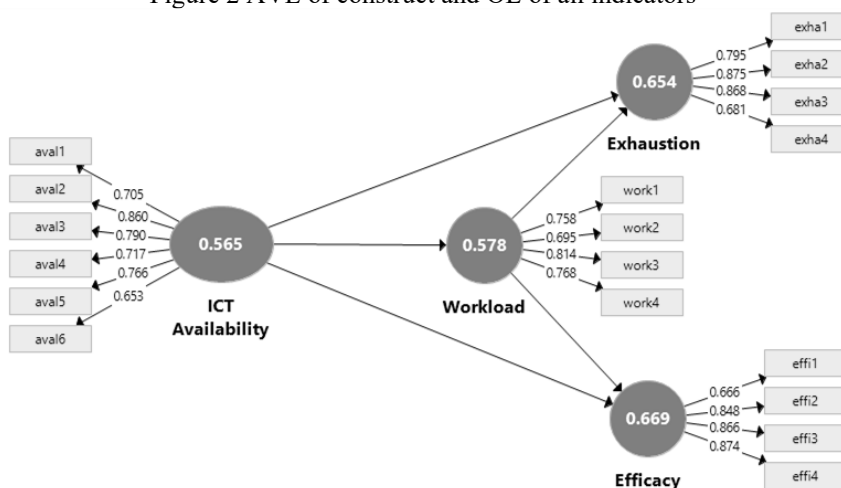 Figure 2 AVE of construct and OL of all indicators
exha1
0.795
exha2
0.875
0.654
0.868
exha3
0.681
exha4
Exhaustion
aval1
0.705
aval2
0.860
aval3
0.790
0.565
0.717
aval4
0.766
aval5
0.653
aval6
ICT
Availability
work1
0.758
work2
0.695
0.578
0.814
work3
0.768
work4
Workload
effi1
0.666
effi2
0.848
0.669
0.866
effi3
0.874
effi4
Efficacy